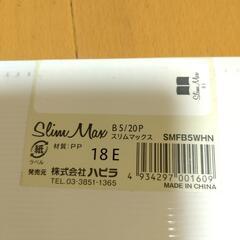 Slim Max
Slim Max B5/20P
スリムマックス
SMFB5WHN
紙
ラベル
材質:PP
18E
発売元 株式会社ハピラ
TEL.03-3851-1365
4 934297 001609
MADE IN CHINA